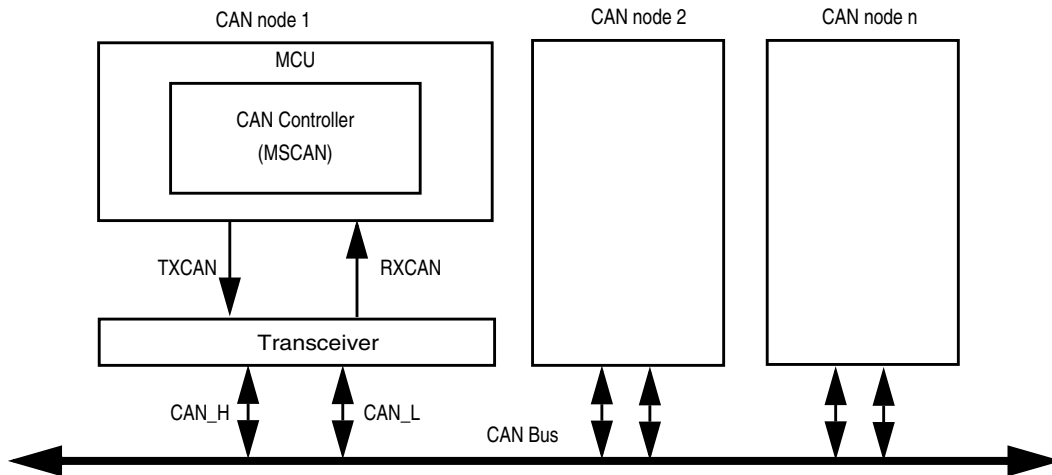 CAN node 1
CAN node 2
CAN node n
MCU
CAN Controller
(MSCAN)
TXCAN
RXCAN
Transceiver
CAN_H
CAN_L
CAN Bus